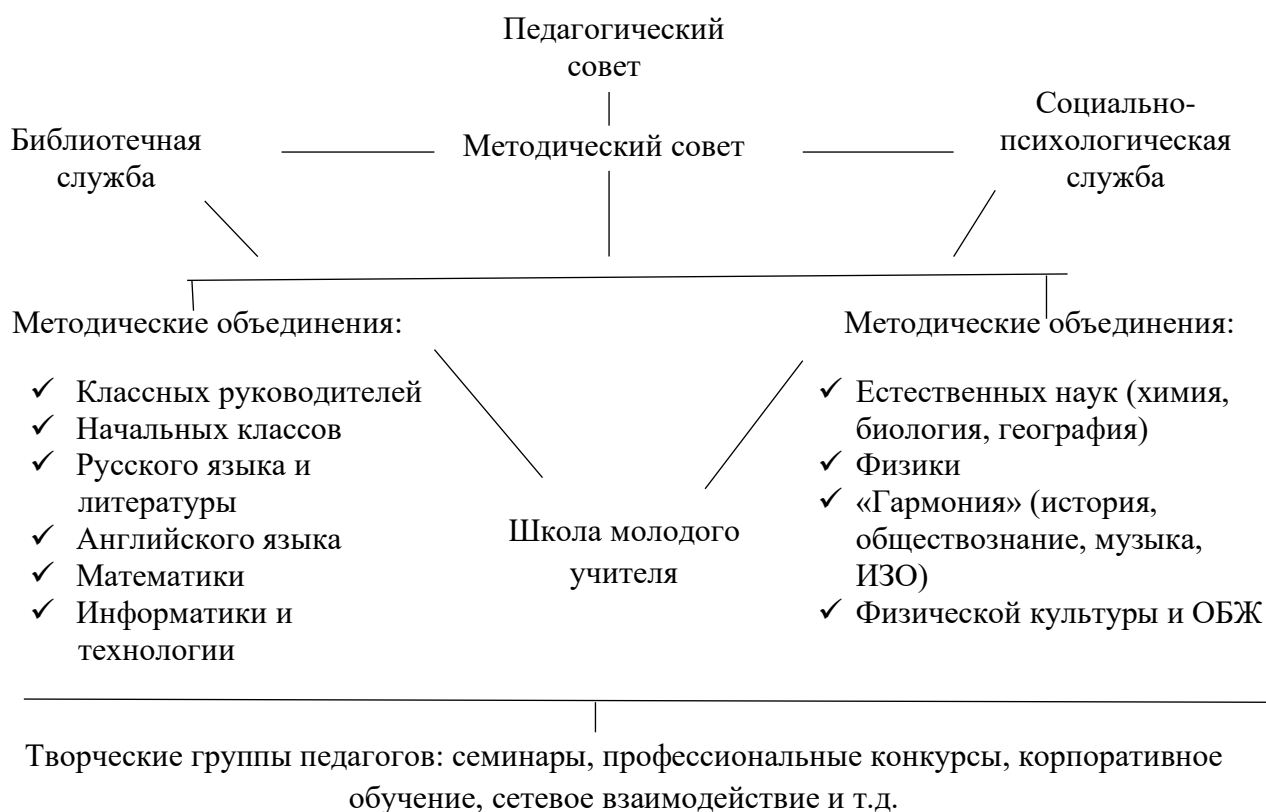 Педагогический
совет
Библиотечная
служба
Методический совет
Социально-
психологическая
служба
Методические объединения:
✓ Классных руководителей
✓ Начальных классов
✓ Русского языка и
литературы
✓ Английского языка
✓ Математики
✓ Информатики и
технологии
Школа молодого
учителя
Методические объединения:
✓ Естественных наук (химия,
биология, география)
✓ Физики
✓ «Гармония» (история,
обществознание, музыка,
ИЗО)
✓ Физической культуры и ОБЖ
Творческие группы педагогов: семинары, профессиональные конкурсы, корпоративное
обучение, сетевое взаимодействие и т.д.